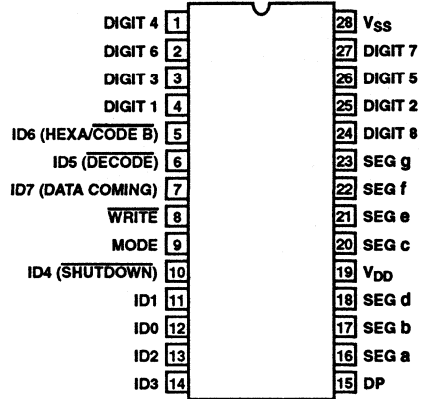 DIGIT 4 1 28 VSS
DIGIT 6 2 27 DIGIT 7
DIGIT 3 3 26 DIGIT 5
DIGIT 1 4 25 DIGIT 2
ID6 (HEXA/CODE B) 5 24 DIGIT 8
ID5 (DECODE) 6 23 SEG g
ID7 (DATA COMING) 7 22 SEG f
WRITE 8 21 SEG e
MODE 9 20 SEG c
ID4 (SHUTDOWN) 10 19 VDD
ID1 11 18 SEG d
ID0 12 17 SEG b
ID2 13 16 SEG a
ID3 14 15 DP